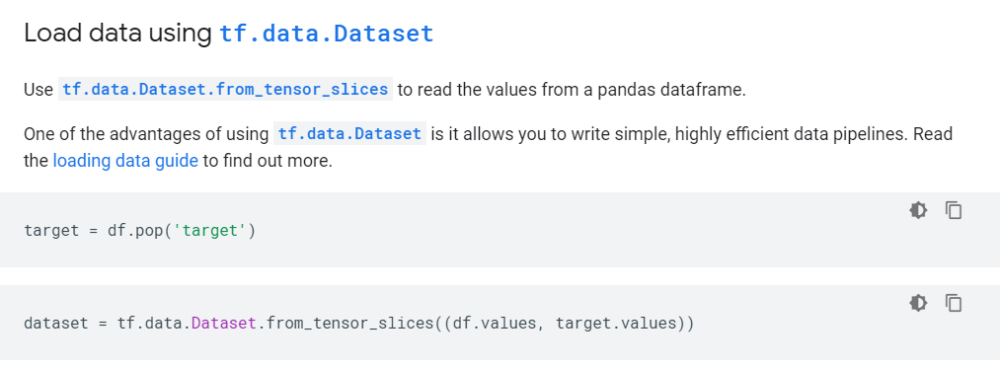 Load data using tf.data.Dataset
Use tf.data.Dataset.from_tensor_slices to read the values from a pandas dataframe.
One of the advantages of using tf.data.Dataset is it allows you to write simple, highly efficient data pipelines. Read
the loading data guide to find out more.
target = df.pop('target')
dataset = tf.data.Dataset.from_tensor_slices((df.values, target.values))